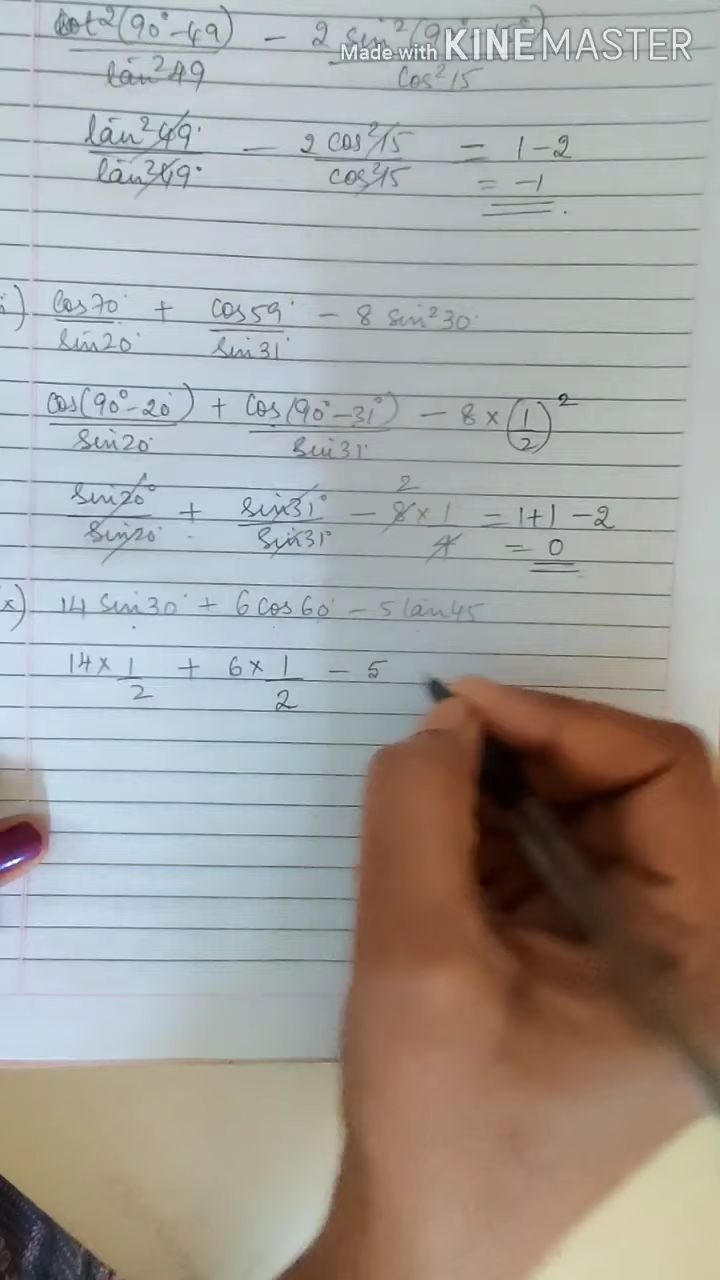 cot²(90°-49) / tan²49 - 2 sin²(90° / cos²15
Made with KINEMASTER
tan²49° / tan²49° - 2 cos²15 / cos²15 = 1-2
= -1
) cos70° / sin20° + cos59° / sin31° - 8 sin²30°
cos(90°-20°) / sin20° + cos(90°-31°) / sin31° - 8 × (1/2)²
2
sin20° / sin20° + sin31° / sin31° - 8×1 / 4 = 1+1-2
= 0
x) 14 sin30° + 6 cos60° - 5 tan45
14 × 1/2 + 6 × 1/2 - 5